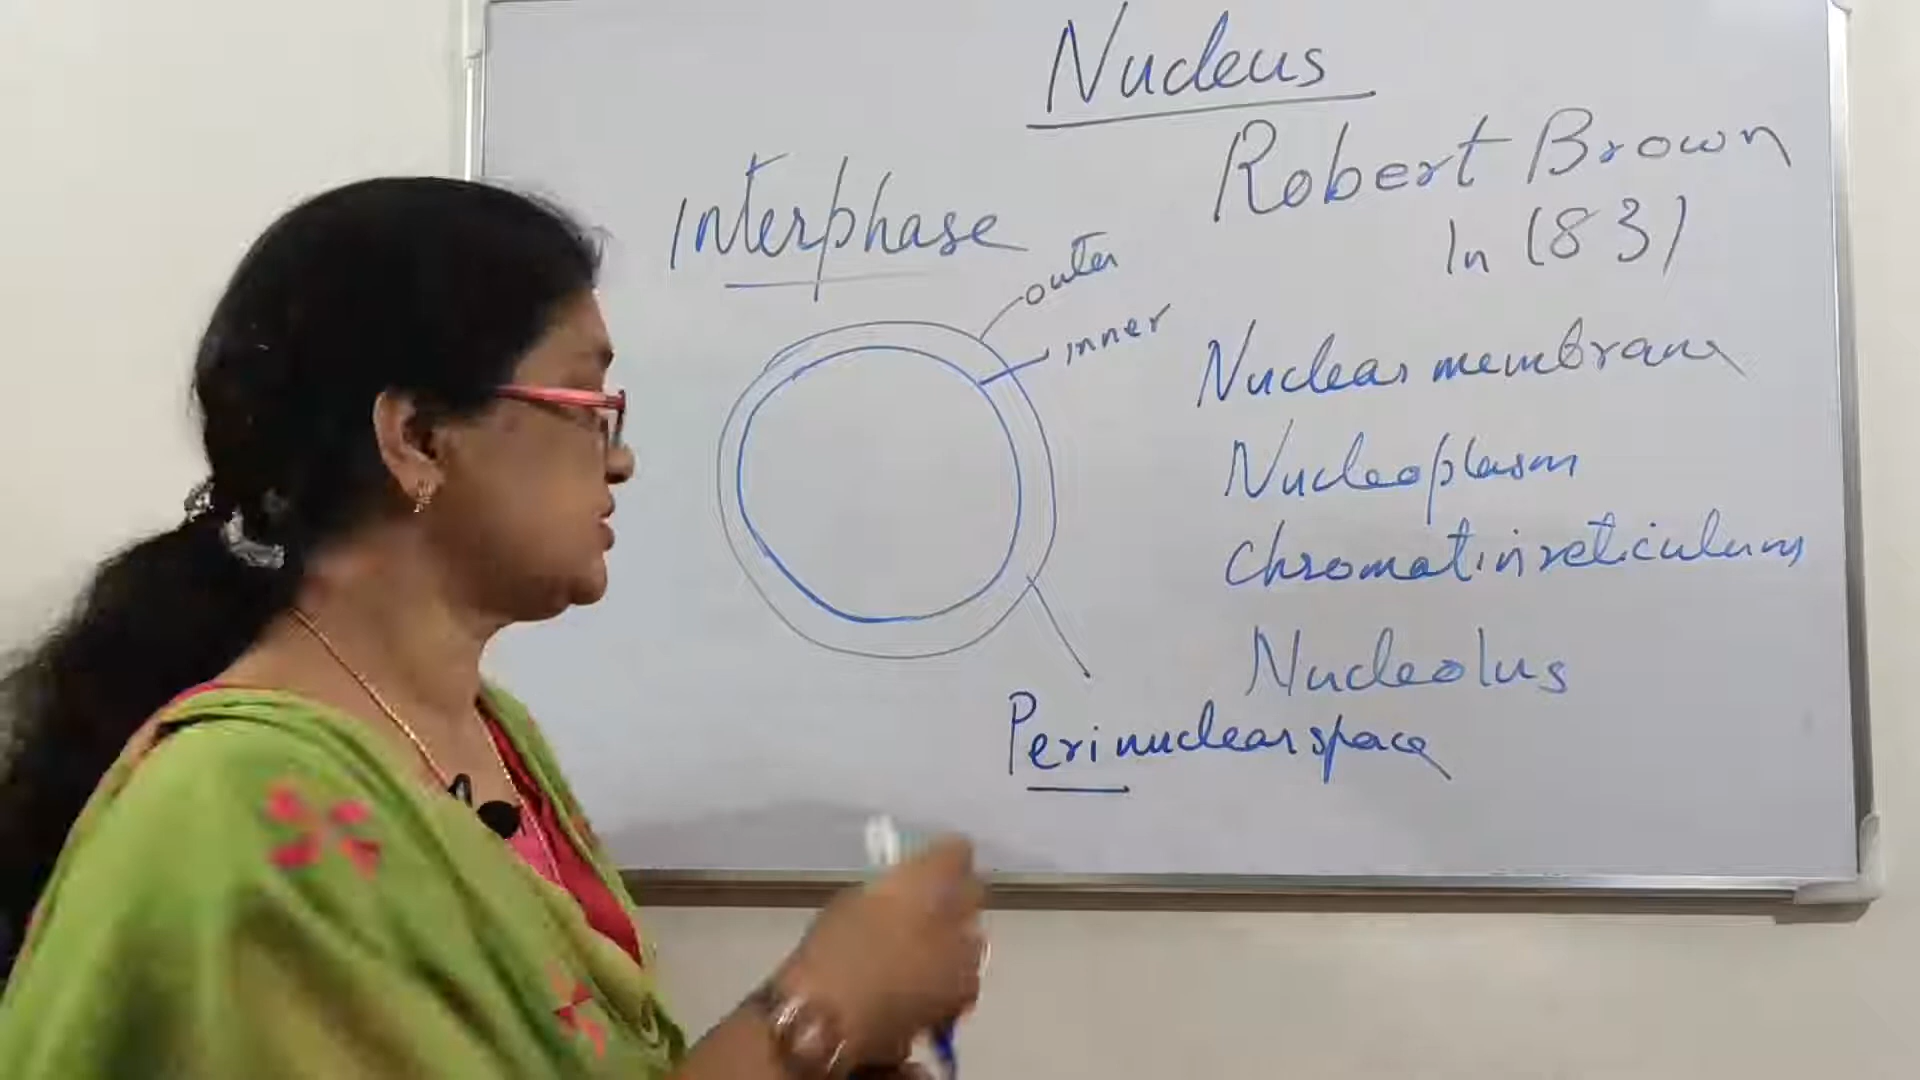 Nucleus
Robert Brown
In 1831
Interphase
outer
inner
Nuclear membrane
Nucleoplasm
Chromatin reticulum
Nucleolus
Perinuclear space